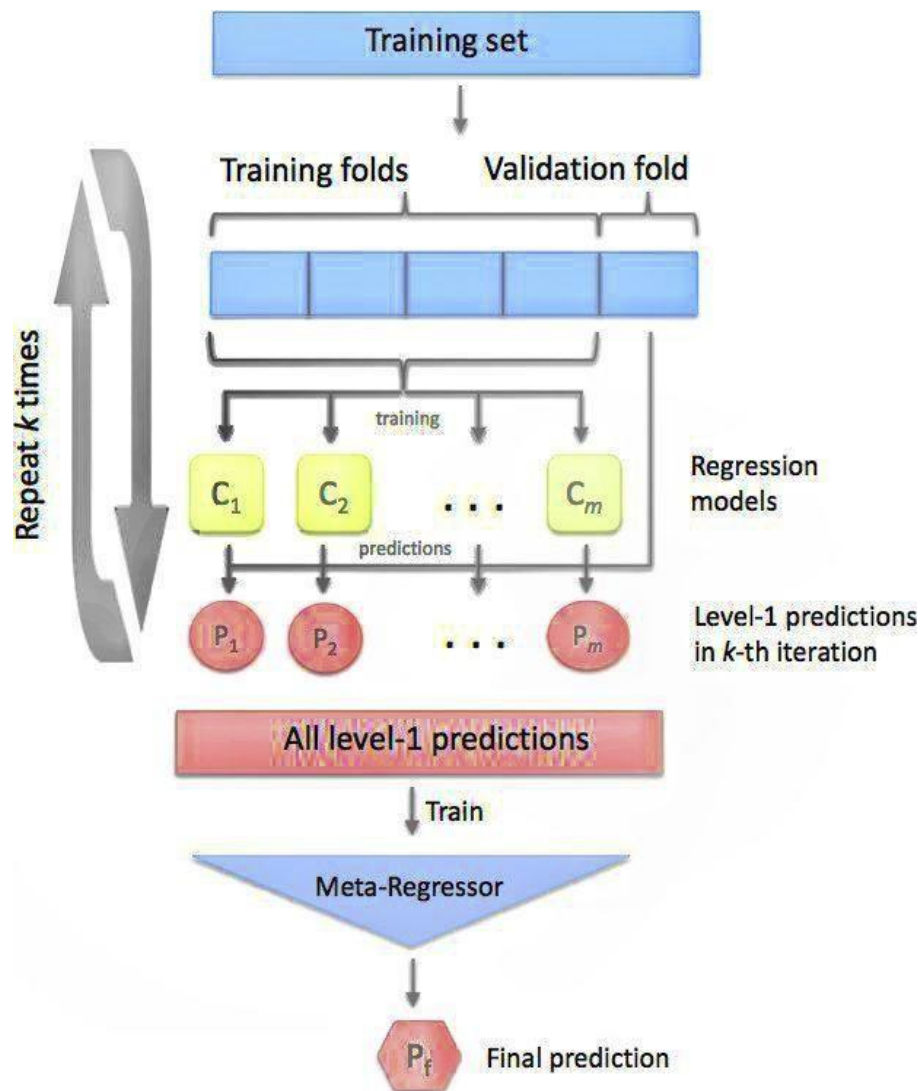 Training set
Training folds
Validation fold
Repeat k times
training
C1
C2
. . .
Cm
Regression
models
predictions
P1
P2
. . .
Pm
Level-1 predictions
in k-th iteration
All level-1 predictions
Train
Meta-Regressor
Pf
Final prediction